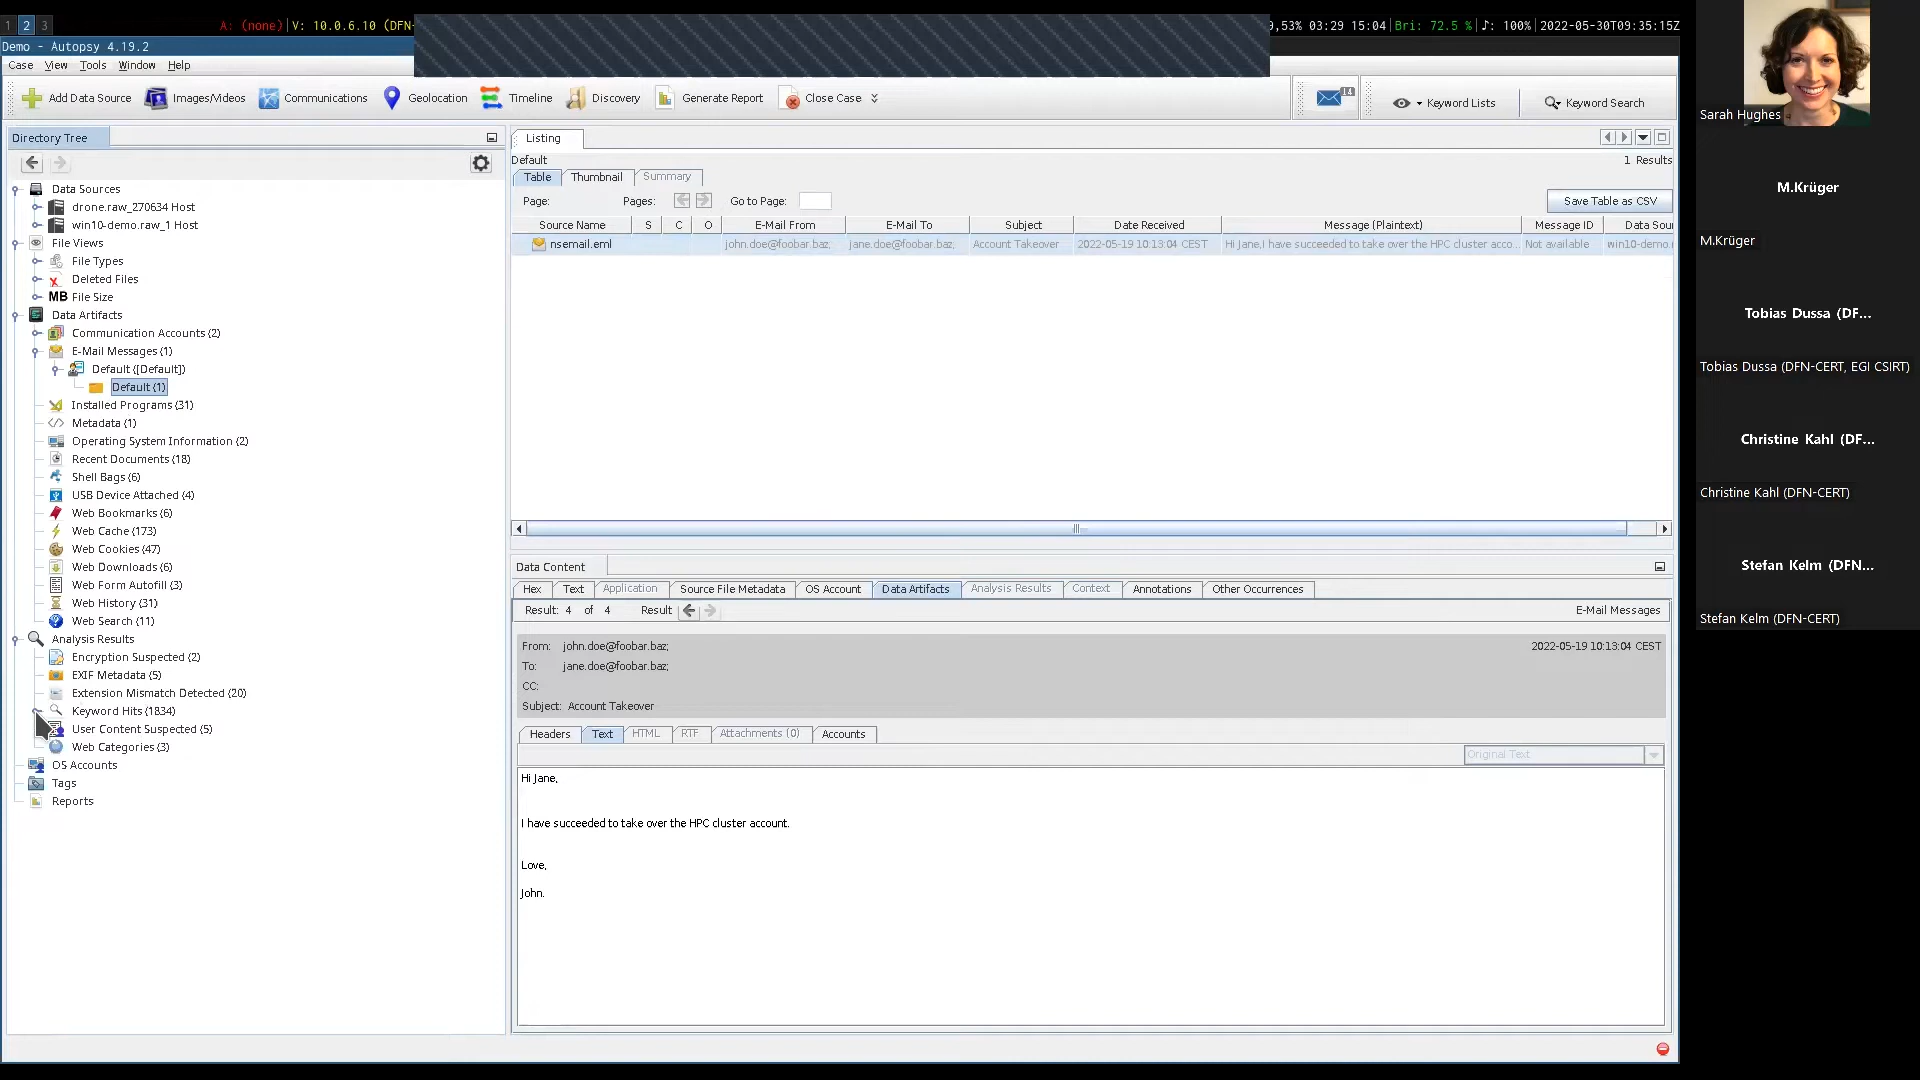 1 2 3
A: (none)|V: 10.0.6.10 (DFN-
,53% 03:29 15:04|Bri: 72.5 %|♪: 100%|2022-05-30T09:35:15Z
Demo - Autopsy 4.19.2
Case View Tools Window Help
Add Data Source Images/Videos Communications Geolocation Timeline Discovery Generate Report Close Case
14 Keyword Lists Keyword Search
Directory Tree
Data Sources
drone.raw_270634 Host
win10-demo.raw_1 Host
File Views
File Types
Deleted Files
MB File Size
Data Artifacts
Communication Accounts (2)
E-Mail Messages (1)
Default ([Default])
Default (1)
Installed Programs (31)
Metadata (1)
Operating System Information (2)
Recent Documents (18)
Shell Bags (6)
USB Device Attached (4)
Web Bookmarks (6)
Web Cache (173)
Web Cookies (47)
Web Downloads (6)
Web Form Autofill (3)
Web History (31)
Web Search (11)
Analysis Results
Encryption Suspected (2)
EXIF Metadata (5)
Extension Mismatch Detected (20)
Keyword Hits (1834)
User Content Suspected (5)
Web Categories (3)
OS Accounts
Tags
Reports
Listing
Default
1 Results
Table Thumbnail Summary
Page: Pages: Go to Page: Save Table as CSV
Source Name S C O E-Mail From E-Mail To Subject Date Received Message (Plaintext) Message ID Data Sour
nsemail.eml john.doe@foobar.baz; jane.doe@foobar.baz; Account Takeover 2022-05-19 10:13:04 CEST Hi Jane,I have succeeded to take over the HPC cluster acco... Not available win10-demo.
Data Content
Hex Text Application Source File Metadata OS Account Data Artifacts Analysis Results Context Annotations Other Occurrences
Result: 4 of 4 Result E-Mail Messages
From: john.doe@foobar.baz; 2022-05-19 10:13:04 CEST
To: jane.doe@foobar.baz;
CC:
Subject: Account Takeover
Headers Text HTML RTF Attachments (0) Accounts
Original Text
Hi Jane,
I have succeeded to take over the HPC cluster account.
Love,
John.
Sarah Hughes
M.Krüger
M.Krüger
Tobias Dussa (DF...
Tobias Dussa (DFN-CERT, EGI CSIRT)
Christine Kahl (DF...
Christine Kahl (DFN-CERT)
Stefan Kelm (DFN...
Stefan Kelm (DFN-CERT)